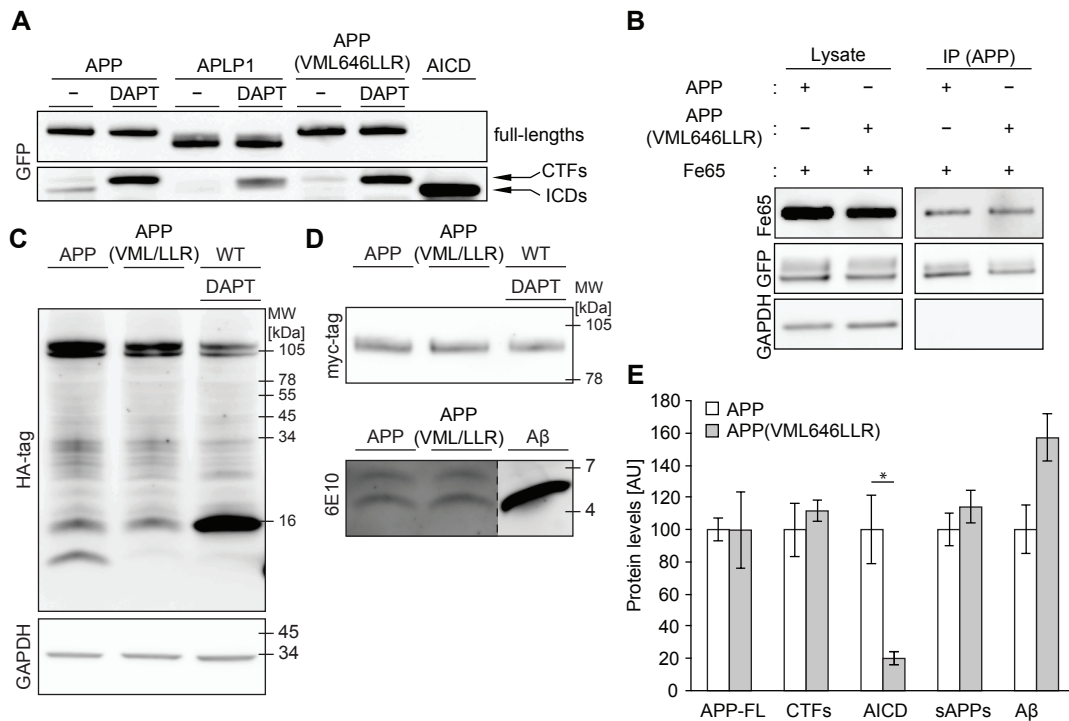 A
APP APLP1 APP (VML646LLR) AICD
– DAPT – DAPT – DAPT
GFP
full-lengths
CTFs
ICDs
B
Lysate IP (APP)
APP : + – + –
APP (VML646LLR) : – + – +
Fe65 : + + + +
Fe65
GFP
GAPDH
C
APP APP (VML/LLR) WT
DAPT
MW [kDa]
105
78
55
45
34
16
HA-tag
45
34
GAPDH
D
APP APP (VML/LLR) WT
DAPT
MW [kDa]
105
78
myc-tag
APP APP (VML/LLR) Aβ
7
4
6E10
E
APP
APP(VML646LLR)
Protein levels [AU]
200
180
160
140
120
100
80
60
40
20
0
*
APP-FL CTFs AICD sAPPs Aβ